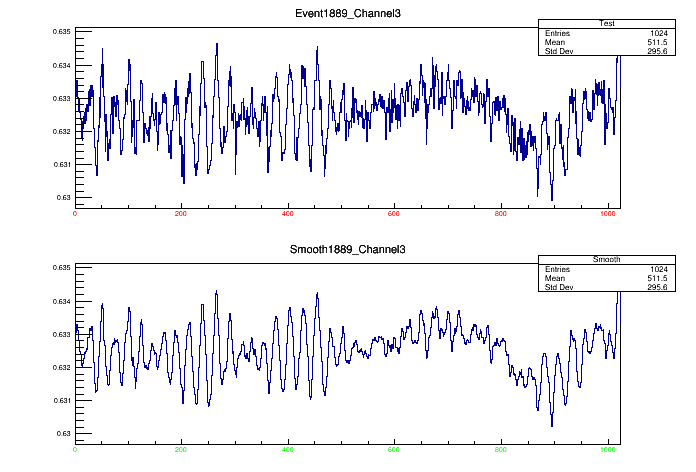 Event1889_Channel3
Test
Entries 1024
Mean 511.5
Std Dev 295.6
0.635
0.634
0.633
0.632
0.631
0.63
0 200 400 600 800 1000
Smooth1889_Channel3
Smooth
Entries 1024
Mean 511.5
Std Dev 295.6
0.635
0.634
0.633
0.632
0.631
0.63
0 200 400 600 800 1000